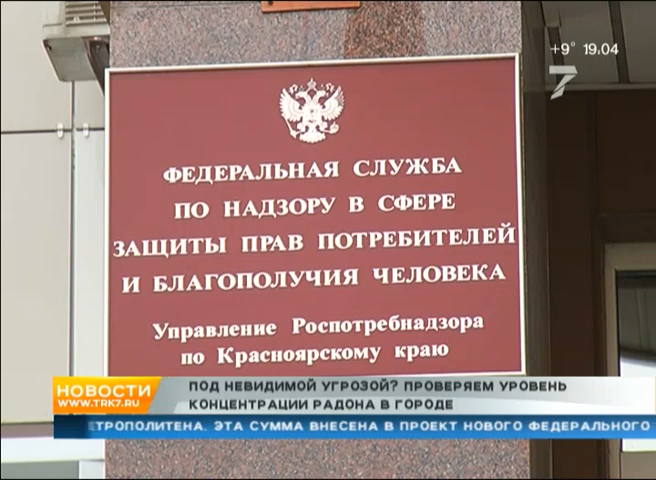 +9° 19.04
7
ФЕДЕРАЛЬНАЯ СЛУЖБА
ПО НАДЗОРУ В СФЕРЕ
ЗАЩИТЫ ПРАВ ПОТРЕБИТЕЛЕЙ
И БЛАГОПОЛУЧИЯ ЧЕЛОВЕКА
Управление Роспотребнадзора
по Красноярскому краю
НОВОСТИ
WWW.TRK7.RU
ПОД НЕВИДИМОЙ УГРОЗОЙ? ПРОВЕРЯЕМ УРОВЕНЬ
КОНЦЕНТРАЦИИ РАДОНА В ГОРОДЕ
ЕТРОПОЛИТЕНА. ЭТА СУММА ВНЕСЕНА В ПРОЕКТ НОВОГО ФЕДЕРАЛЬНОГО